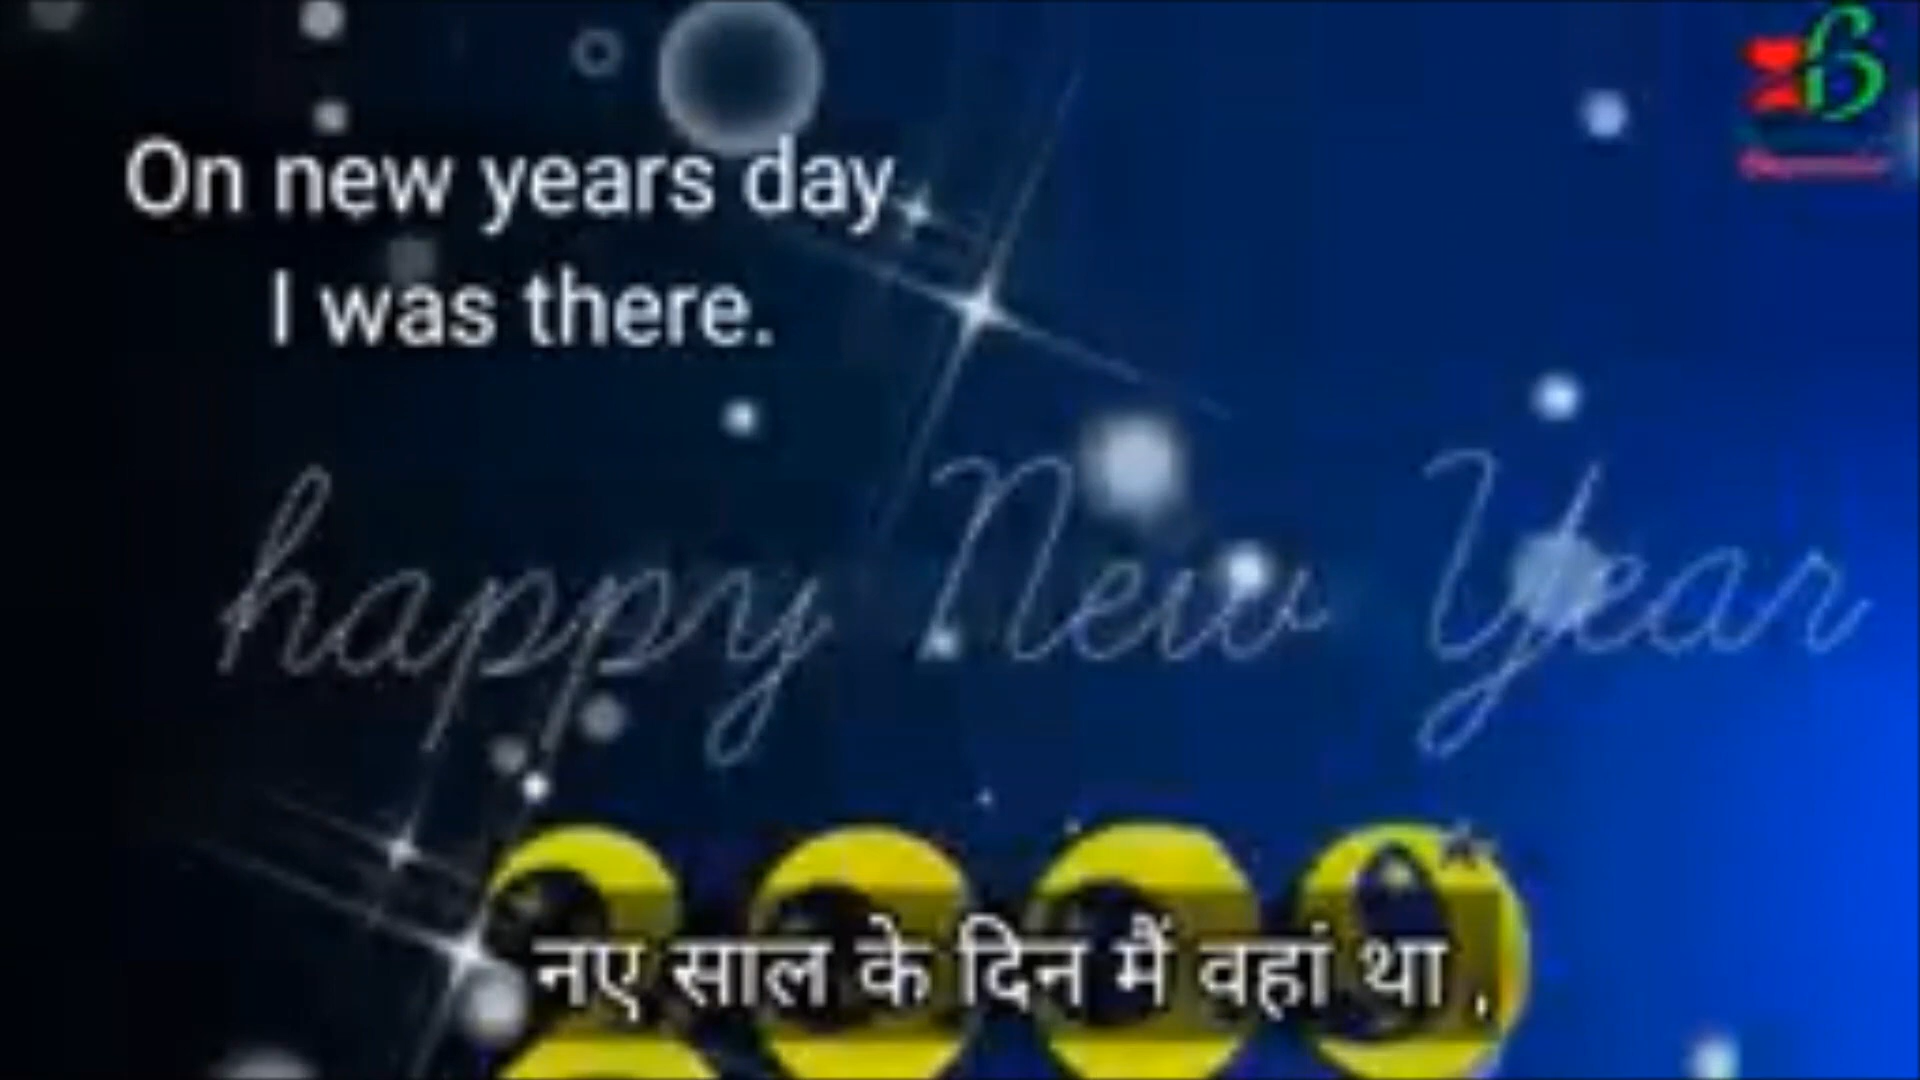 On new years day
I was there.
happy New Year
नए साल के दिन मैं वहां था ,